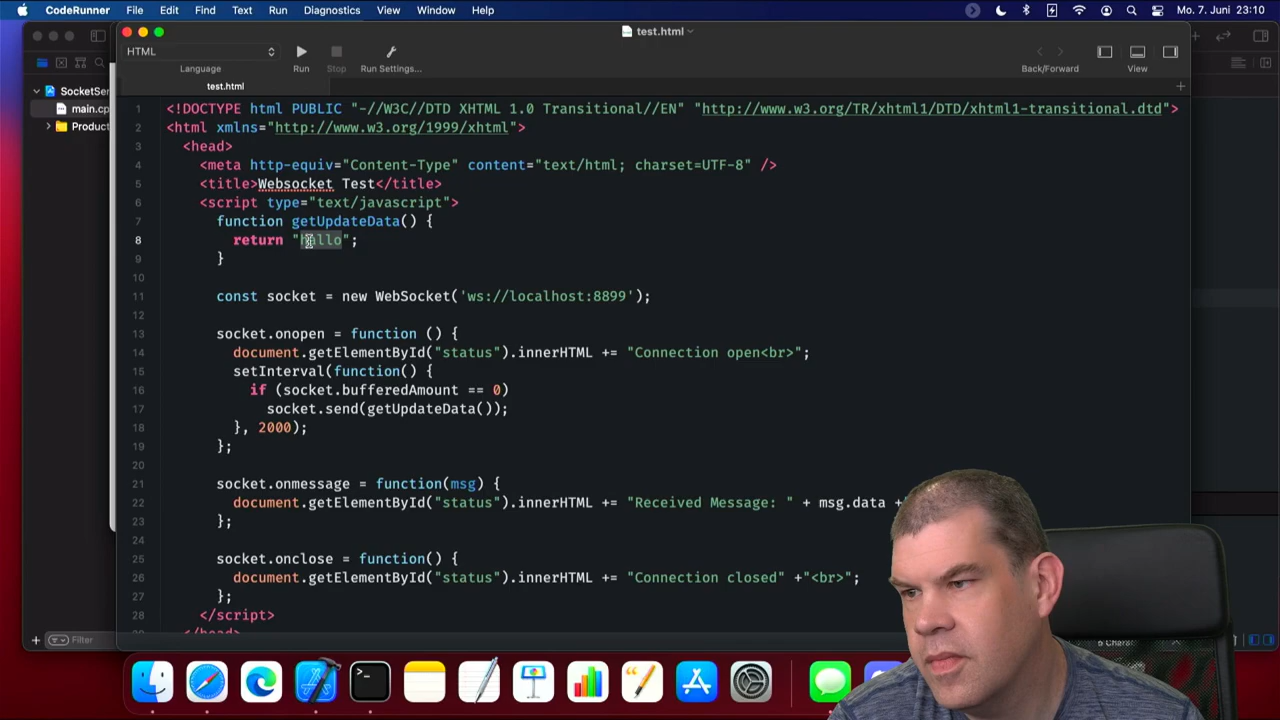 CodeRunner File Edit Find Text Run Diagnostics View Window Help Mo. 7. Juni 23:10
test.html
HTML
Language Run Stop Run Settings... Back/Forward View
test.html
SocketSer
main.cp
Product
1 <!DOCTYPE html PUBLIC "-//W3C//DTD XHTML 1.0 Transitional//EN" "http://www.w3.org/TR/xhtml1/DTD/xhtml1-transitional.dtd">
2 <html xmlns="http://www.w3.org/1999/xhtml">
3 <head>
4 <meta http-equiv="Content-Type" content="text/html; charset=UTF-8" />
5 <title>Websocket Test</title>
6 <script type="text/javascript">
7 function getUpdateData() {
8 return "hallo";
9 }
10
11 const socket = new WebSocket('ws://localhost:8899');
12
13 socket.onopen = function () {
14 document.getElementById("status").innerHTML += "Connection open<br>";
15 setInterval(function() {
16 if (socket.bufferedAmount == 0)
17 socket.send(getUpdateData());
18 }, 2000);
19 };
20
21 socket.onmessage = function(msg) {
22 document.getElementById("status").innerHTML += "Received Message: " + msg.data +
23 };
24
25 socket.onclose = function() {
26 document.getElementById("status").innerHTML += "Connection closed" +"<br>";
27 };
28 </script>
</head>
Filter